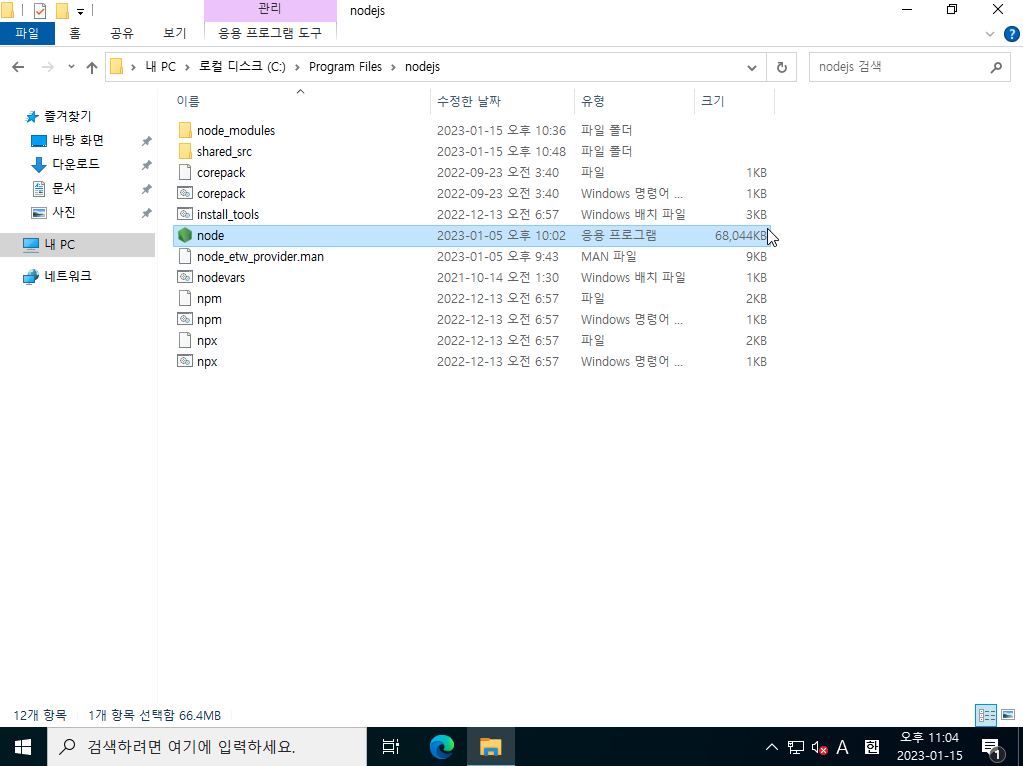 관리
nodejs
파일
홈
공유
보기
응용 프로그램 도구
내 PC
로컬 디스크 (C:)
Program Files
nodejs
nodejs 검색
즐겨찾기
바탕 화면
다운로드
문서
사진
내 PC
네트워크
이름 수정한 날짜 유형 크기
node_modules 2023-01-15 오후 10:36 파일 폴더
shared_src 2023-01-15 오후 10:48 파일 폴더
corepack 2022-09-23 오전 3:40 파일 1KB
corepack 2022-09-23 오전 3:40 Windows 명령어 ... 1KB
install_tools 2022-12-13 오전 6:57 Windows 배치 파일 3KB
node 2023-01-05 오후 10:02 응용 프로그램 68,044KB
node_etw_provider.man 2023-01-05 오후 9:43 MAN 파일 9KB
nodevars 2021-10-14 오전 1:30 Windows 배치 파일 1KB
npm 2022-12-13 오전 6:57 파일 2KB
npm 2022-12-13 오전 6:57 Windows 명령어 ... 1KB
npx 2022-12-13 오전 6:57 파일 2KB
npx 2022-12-13 오전 6:57 Windows 명령어 ... 1KB
12개 항목 1개 항목 선택함 66.4MB
검색하려면 여기에 입력하세요.
A
한
오후 11:04
2023-01-15
1